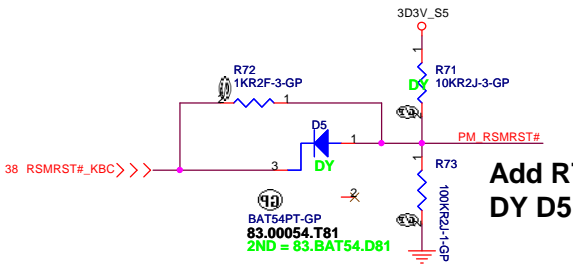 3D3V_S5
R72
1KR2F-3-GP
2
1
1
R71
10KR2J-3-GP
DY
2
D5
1
3
DY
PM_RSMRST#
38 RSMRST#_KBC
1
R73
100KR2J-1-GP
2
2
BAT54PT-GP
83.00054.T81
2ND = 83.BAT54.D81
Add
DY D5